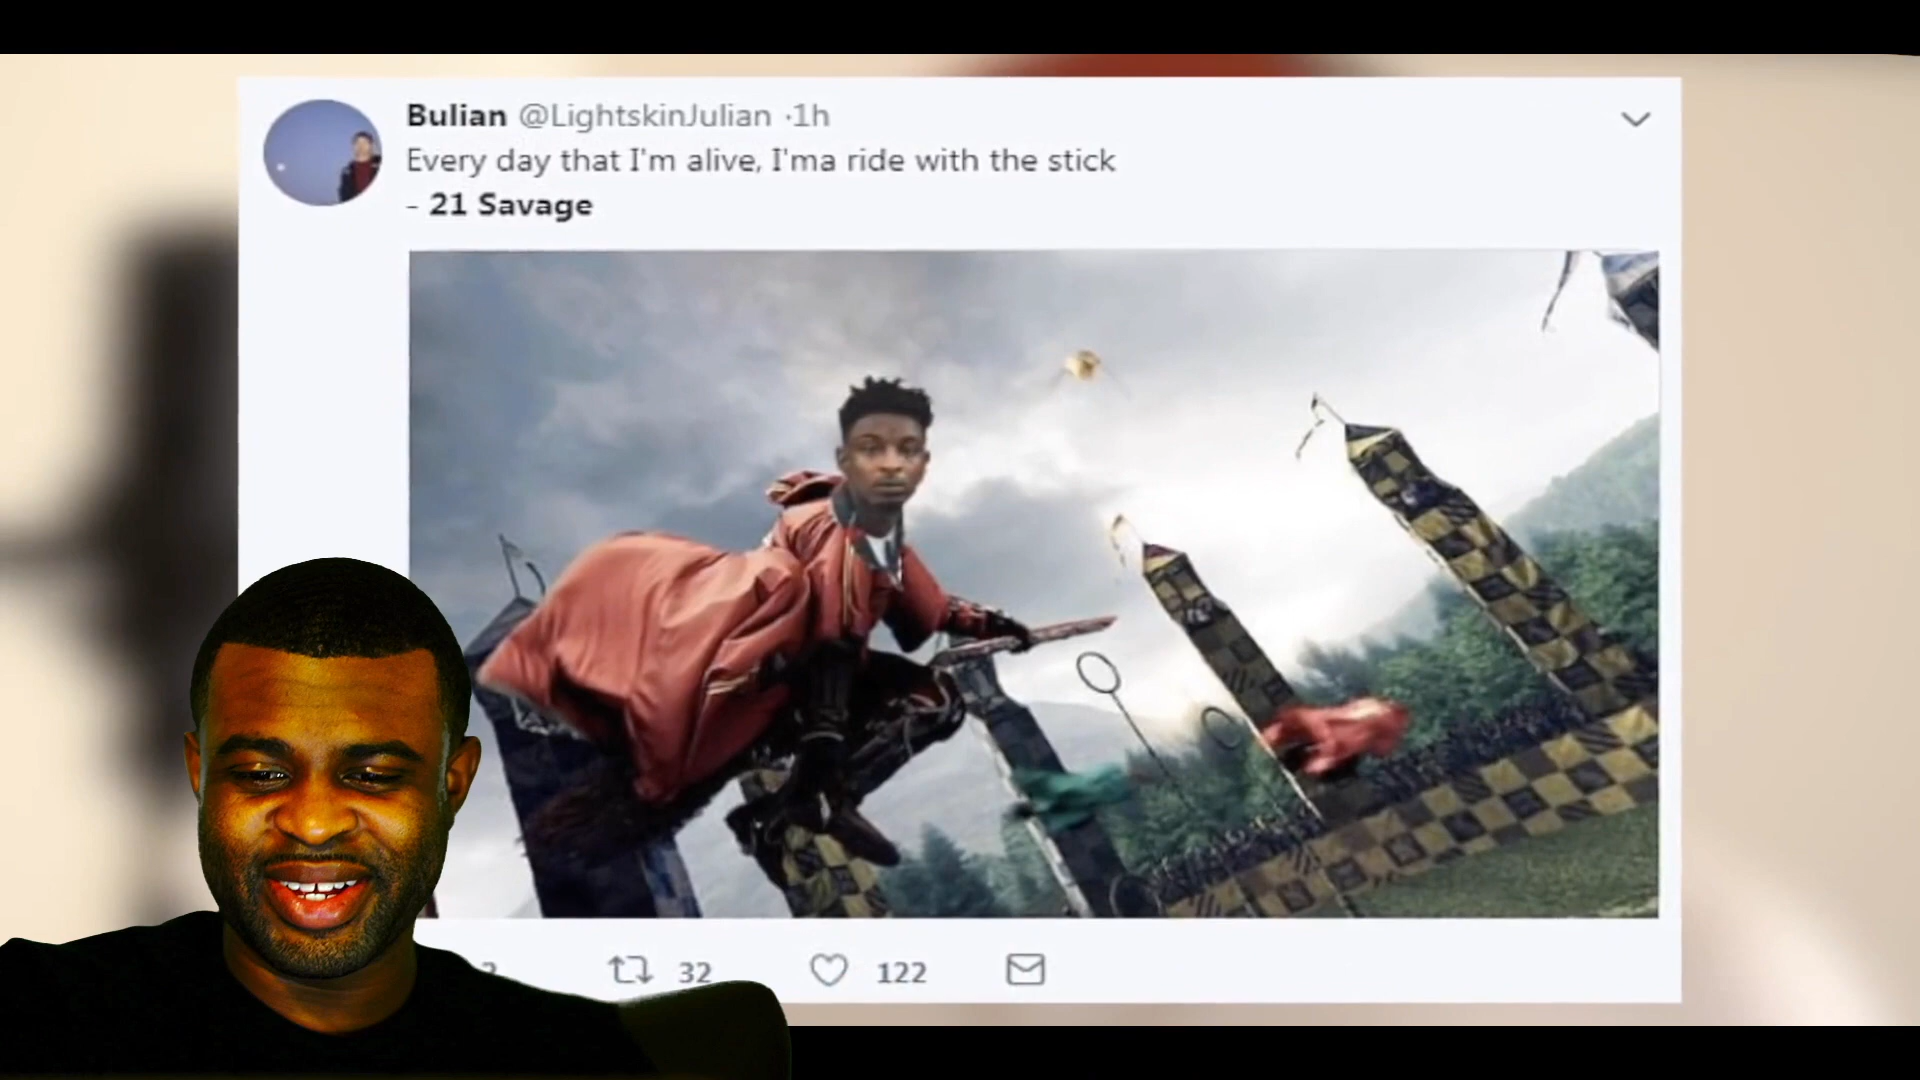 Bulian @LightskinJulian ·1h
Every day that I'm alive, I'ma ride with the stick
- 21 Savage
32 122